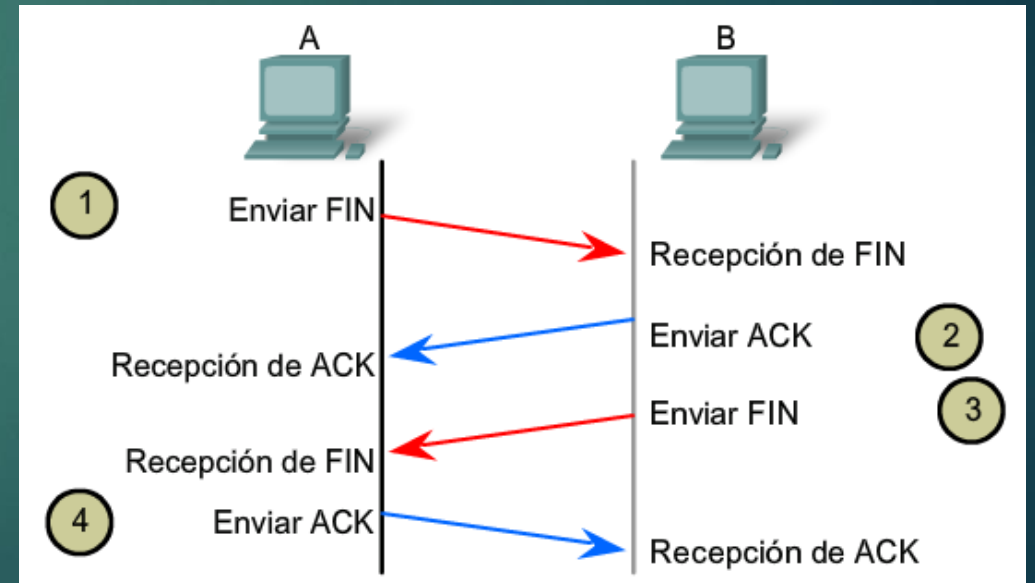 A
B
1
Enviar FIN
Recepción de FIN
Enviar ACK
2
Recepción de ACK
Enviar FIN
3
Recepción de FIN
4
Enviar ACK
Recepción de ACK